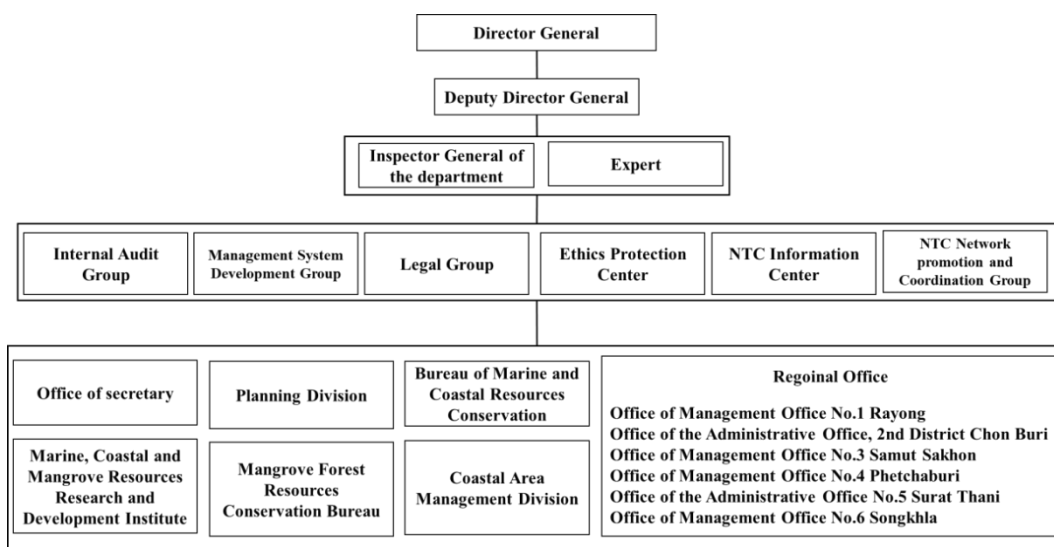 Director General
Deputy Director General
Inspector General of
the department
Expert
Internal Audit
Group
Management System
Development Group
Legal Group
Ethics Protection
Center
NTC Information
Center
NTC Network
promotion and
Coordination Group
Office of secretary
Planning Division
Bureau of Marine and
Coastal Resources
Conservation
Marine, Coastal and
Mangrove Resources
Research and
Development Institute
Mangrove Forest
Resources
Conservation Bureau
Coastal Area
Management Division
Regoinal Office
Office of Management Office No.1 Rayong
Office of the Administrative Office, 2nd District Chon Buri
Office of Management Office No.3 Samut Sakhon
Office of Management Office No.4 Phetchaburi
Office of the Administrative Office No.5 Surat Thani
Office of Management Office No.6 Songkhla